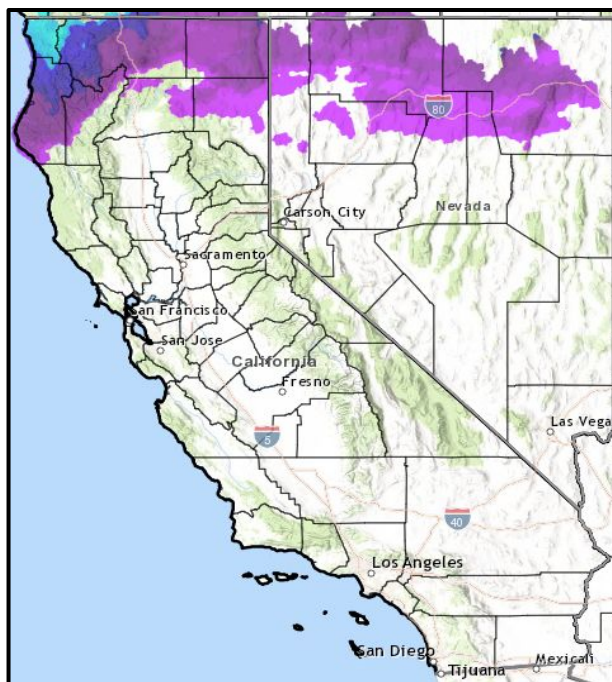 80
Nevada
Carson City
Sacramento
San Francisco
San Jose
California
Fresno
5
Las Vega
40
Los Angeles
San Diego
Tijuana
Mexicali